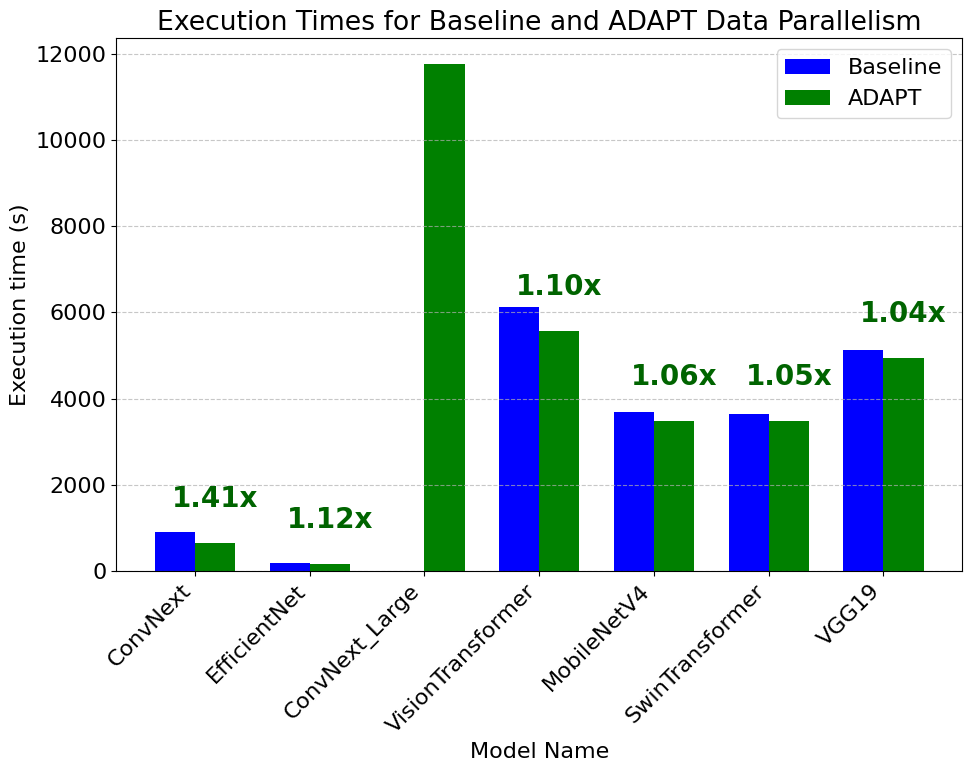 Execution Times for Baseline and ADAPT Data Parallelism
Baseline
ADAPT
Execution time (s)
12000
10000
8000
6000
4000
2000
0
1.41x
1.12x
1.10x
1.06x
1.05x
1.04x
ConvNext
EfficientNet
ConvNext_Large
VisionTransformer
MobileNetV4
SwinTransformer
VGG19
Model Name